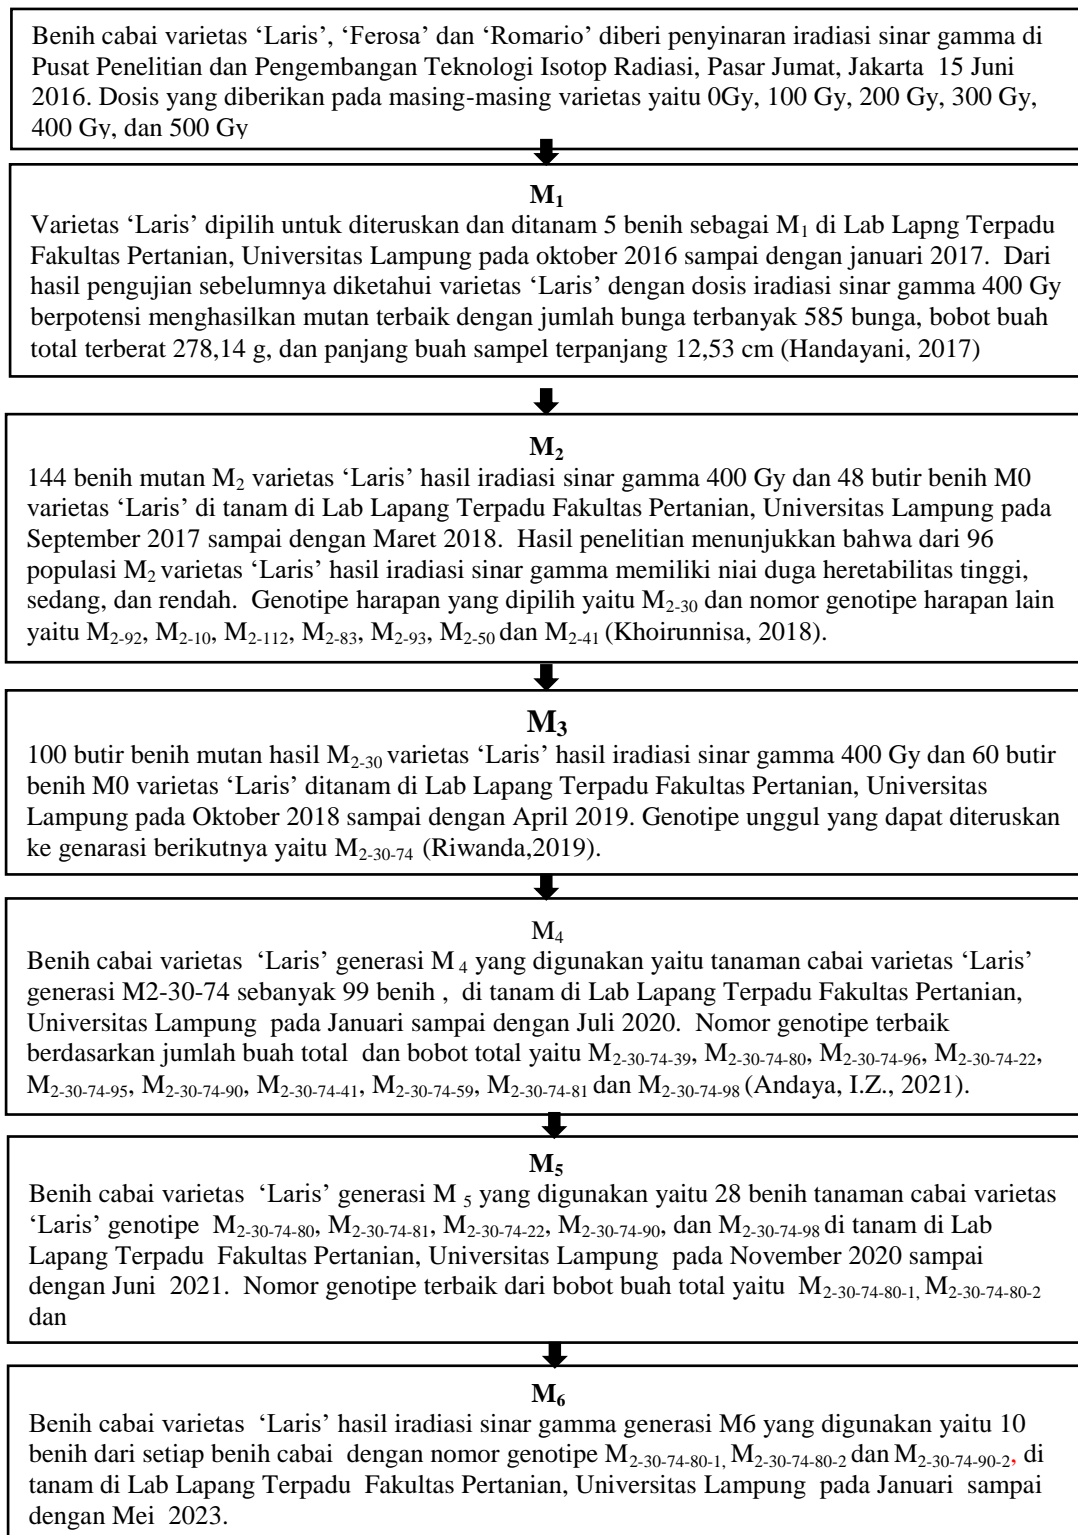 Benih cabai varietas ‘Laris’, ‘Ferosa’ dan ‘Romario’ diberi penyinaran iradiasi sinar gamma di
Pusat Penelitian dan Pengembangan Teknologi Isotop Radiasi, Pasar Jumat, Jakarta 15 Juni
2016. Dosis yang diberikan pada masing-masing varietas yaitu 0Gy, 100 Gy, 200 Gy, 300 Gy,
400 Gy, dan 500 Gy
M₁
Varietas ‘Laris’ dipilih untuk diteruskan dan ditanam 5 benih sebagai M₁ di Lab Lapng Terpadu
Fakultas Pertanian, Universitas Lampung pada oktober 2016 sampai dengan januari 2017. Dari
hasil pengujian sebelumnya diketahui varietas ‘Laris’ dengan dosis iradiasi sinar gamma 400 Gy
berpotensi menghasilkan mutan terbaik dengan jumlah bunga terbanyak 585 bunga, bobot buah
total terberat 278,14 g, dan panjang buah sampel terpanjang 12,53 cm (Handayani, 2017)
M₂
144 benih mutan M₂ varietas ‘Laris’ hasil iradiasi sinar gamma 400 Gy dan 48 butir benih M0
varietas ‘Laris’ di tanam di Lab Lapang Terpadu Fakultas Pertanian, Universitas Lampung pada
September 2017 sampai dengan Maret 2018. Hasil penelitian menunjukkan bahwa dari 96
populasi M₂ varietas ‘Laris’ hasil iradiasi sinar gamma memiliki niai duga heretabilitas tinggi,
sedang, dan rendah. Genotipe harapan yang dipilih yaitu M₂₋₃₀ dan nomor genotipe harapan lain
yaitu M₂₋₉₂, M₂₋₁₀, M₂₋₁₁₂, M₂₋₈₃, M₂₋₉₃, M₂₋₅₀ dan M₂₋₄₁ (Khoirunnisa, 2018).
M₃
100 butir benih mutan hasil M₂₋₃₀ varietas ‘Laris’ hasil iradiasi sinar gamma 400 Gy dan 60 butir
benih M0 varietas ‘Laris’ ditanam di Lab Lapang Terpadu Fakultas Pertanian, Universitas
Lampung pada Oktober 2018 sampai dengan April 2019. Genotipe unggul yang dapat diteruskan
ke genarasi berikutnya yaitu M₂₋₃₀₋₇₄ (Riwanda,2019).
M₄
Benih cabai varietas ‘Laris’ generasi M ₄ yang digunakan yaitu tanaman cabai varietas ‘Laris’
generasi M2-30-74 sebanyak 99 benih , di tanam di Lab Lapang Terpadu Fakultas Pertanian,
Universitas Lampung pada Januari sampai dengan Juli 2020. Nomor genotipe terbaik
berdasarkan jumlah buah total dan bobot total yaitu M₂₋₃₀₋₇₄₋₃₉, M₂₋₃₀₋₇₄₋₈₀, M₂₋₃₀₋₇₄₋₉₆, M₂₋₃₀₋₇₄₋₂₂,
M₂₋₃₀₋₇₄₋₉₅, M₂₋₃₀₋₇₄₋₉₀, M₂₋₃₀₋₇₄₋₄₁, M₂₋₃₀₋₇₄₋₅₉, M₂₋₃₀₋₇₄₋₈₁ dan M₂₋₃₀₋₇₄₋₉₈ (Andaya, I.Z., 2021).
M₅
Benih cabai varietas ‘Laris’ generasi M ₅ yang digunakan yaitu 28 benih tanaman cabai varietas
‘Laris’ genotipe M₂₋₃₀₋₇₄₋₈₀, M₂₋₃₀₋₇₄₋₈₁, M₂₋₃₀₋₇₄₋₂₂, M₂₋₃₀₋₇₄₋₉₀, dan M₂₋₃₀₋₇₄₋₉₈ di tanam di Lab
Lapang Terpadu Fakultas Pertanian, Universitas Lampung pada November 2020 sampai
dengan Juni 2021. Nomor genotipe terbaik dari bobot buah total yaitu M₂₋₃₀₋₇₄₋₈₀₋₁, M₂₋₃₀₋₇₄₋₈₀₋₂
dan
M₆
Benih cabai varietas ‘Laris’ hasil iradiasi sinar gamma generasi M6 yang digunakan yaitu 10
benih dari setiap benih cabai dengan nomor genotipe M₂₋₃₀₋₇₄₋₈₀₋₁, M₂₋₃₀₋₇₄₋₈₀₋₂ dan M₂₋₃₀₋₇₄₋₉₀₋₂, di
tanam di Lab Lapang Terpadu Fakultas Pertanian, Universitas Lampung pada Januari sampai
dengan Mei 2023.